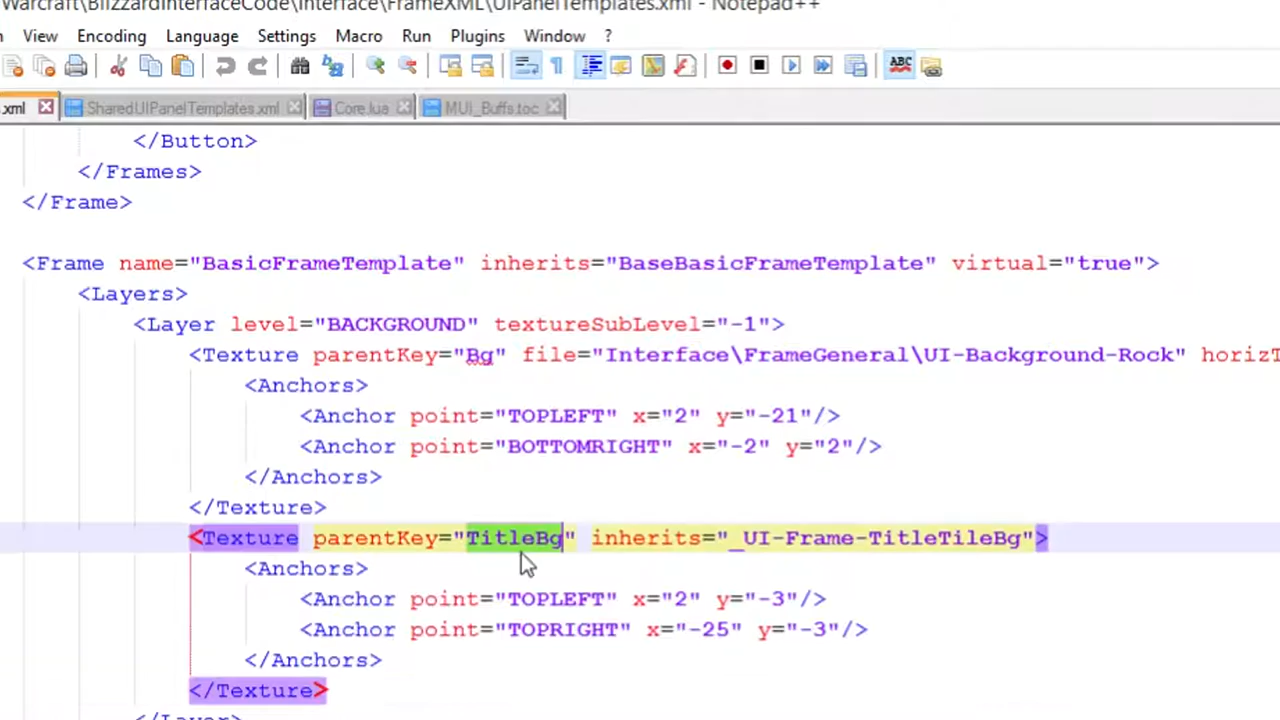 Warcraft\BlizzardInterfaceCode\Interface\FrameXML\UIPanelTemplates.xml - Notepad++
View Encoding Language Settings Macro Run Plugins Window ?
ABC
.xml SharedUIPanelTemplates.xml Core.lua MUI_Buffs.toc
</Button>
</Frames>
</Frame>
<Frame name="BasicFrameTemplate" inherits="BaseBasicFrameTemplate" virtual="true">
<Layers>
<Layer level="BACKGROUND" textureSubLevel="-1">
<Texture parentKey="Bg" file="Interface\FrameGeneral\UI-Background-Rock" horizT
<Anchors>
<Anchor point="TOPLEFT" x="2" y="-21"/>
<Anchor point="BOTTOMRIGHT" x="-2" y="2"/>
</Anchors>
</Texture>
<Texture parentKey="TitleBg" inherits="_UI-Frame-TitleTileBg">
<Anchors>
<Anchor point="TOPLEFT" x="2" y="-3"/>
<Anchor point="TOPRIGHT" x="-25" y="-3"/>
</Anchors>
</Texture>
</Layer>